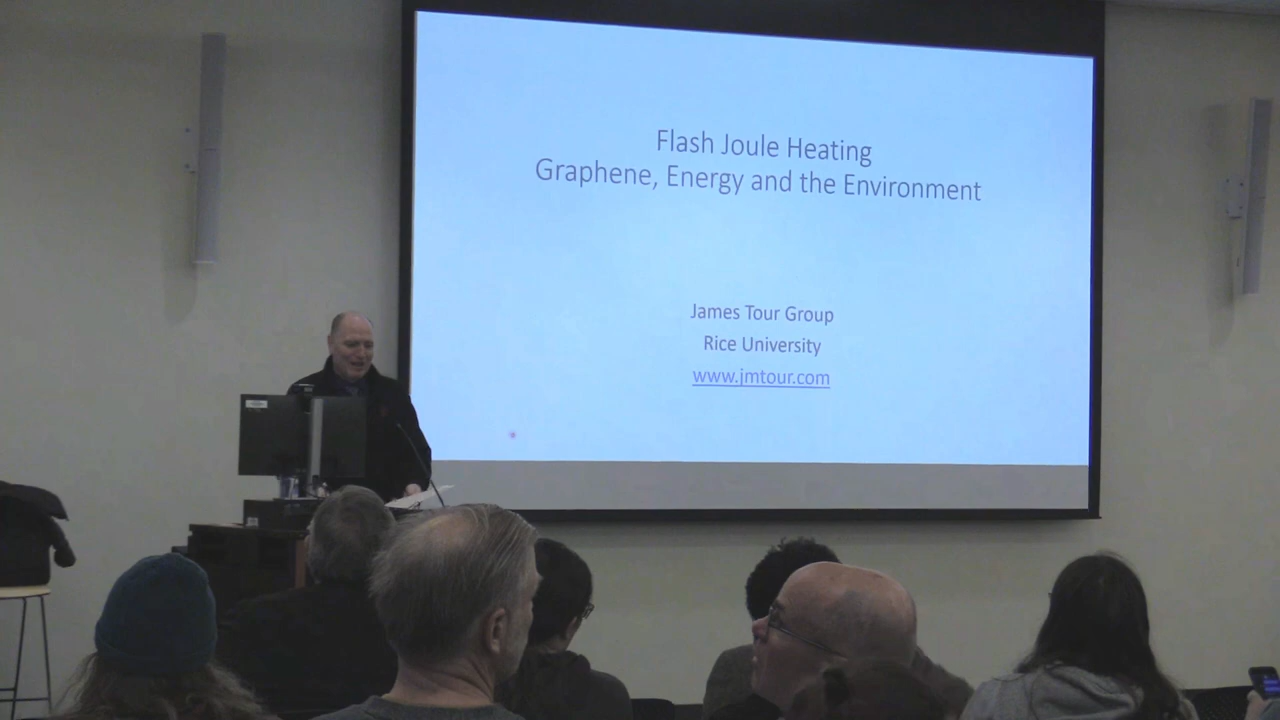 Flash Joule Heating
Graphene, Energy and the Environment
James Tour Group
Rice University
www.jmtour.com